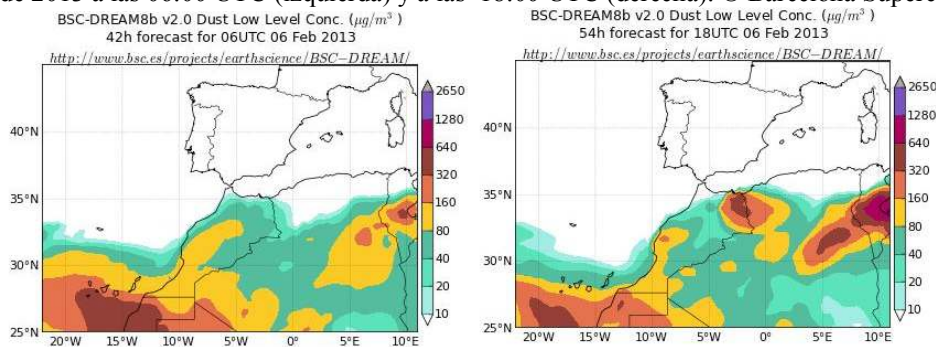 de 2013 a las 06:00 UTC (izquierda) y a las 18:00 UTC (derecha). © Barcelona
BSC-DREAM8b v2.0 Dust Low Level Conc. (μg/m³)
42h forecast for 06UTC 06 Feb 2013
http://www.bsc.es/projects/earthscience/BSC-DREAM/
40°N
35°N
30°N
25°N
20°W 15°W 10°W 5°W 0° 5°E 10°E
2650
1280
640
320
160
80
40
20
10
BSC-DREAM8b v2.0 Dust Low Level Conc. (μg/m³)
54h forecast for 18UTC 06 Feb 2013
http://www.bsc.es/projects/earthscience/BSC-DREAM/
40°N
35°N
30°N
25°N
20°W 15°W 10°W 5°W 0° 5°E 10°E
2650
1280
640
320
160
80
40
20
10